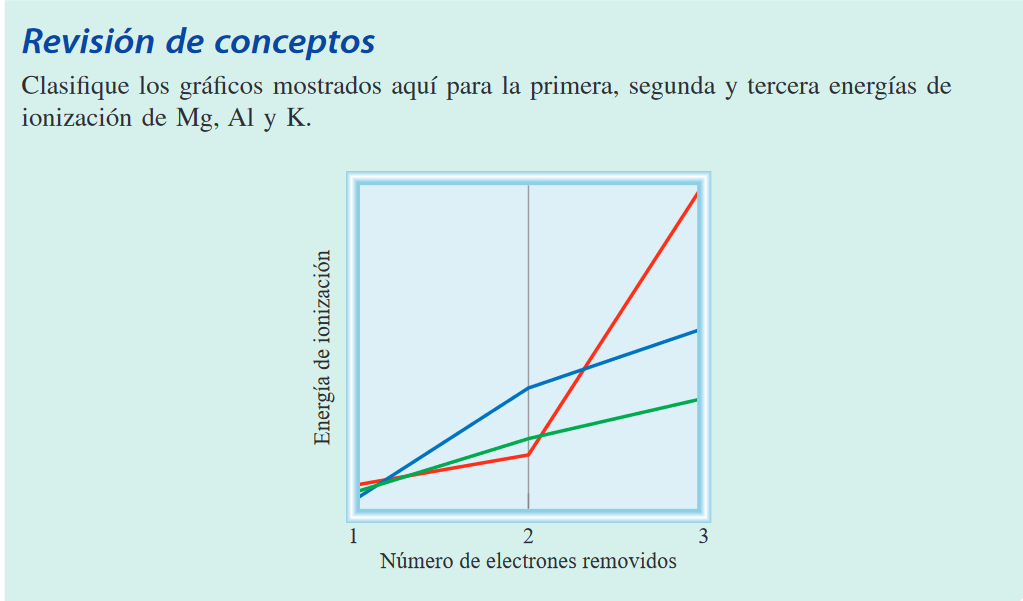 Revisión de conceptos
Clasifique los gráficos mostrados aquí para la primera, segunda y tercera energías de
ionización de Mg, Al y K.
Energía de ionización
1 2 3
Número de electrones removidos